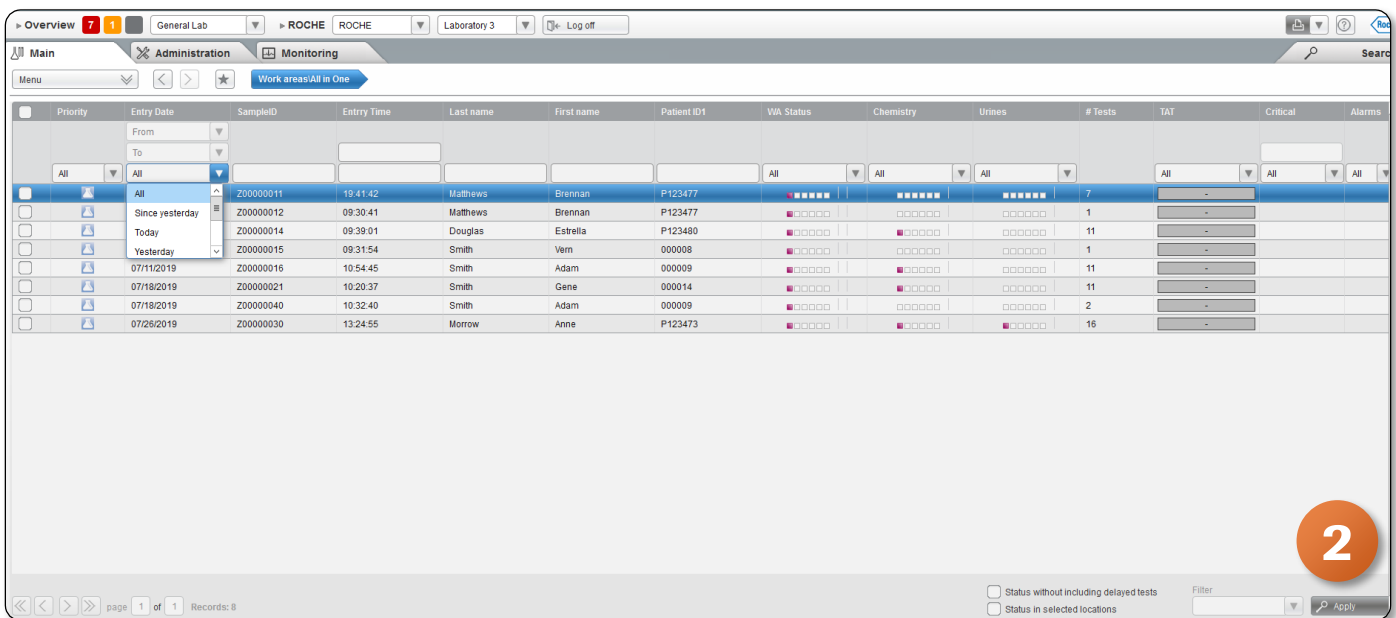 Overview 7 1 General Lab ROCHE ROCHE Laboratory 3 Log off
Main Administration Monitoring Searc
Menu Work areas\All in One
Priority Entry Date SampleID Entrry Time Last name First name Patient ID1 WA Status Chemistry Urines # Tests TAT Critical Alarms
From
To
All All All All All All All All
All Z00000011 19:41:42 Matthews Brennan P123477 7 -
Since yesterday Z00000012 09:30:41 Matthews Brennan P123477 1 -
Today Z00000014 09:39:01 Douglas Estrella P123480 11 -
Yesterday Z00000015 09:31:54 Smith Vern 000008 1 -
07/11/2019 Z00000016 10:54:45 Smith Adam 000009 11 -
07/18/2019 Z00000021 10:20:37 Smith Gene 000014 11 -
07/18/2019 Z00000040 10:32:40 Smith Adam 000009 2 -
07/26/2019 Z00000030 13:24:55 Morrow Anne P123473 16 -
2
Status without including delayed tests Filter
page 1 of 1 Records: 8 Status in selected locations Apply